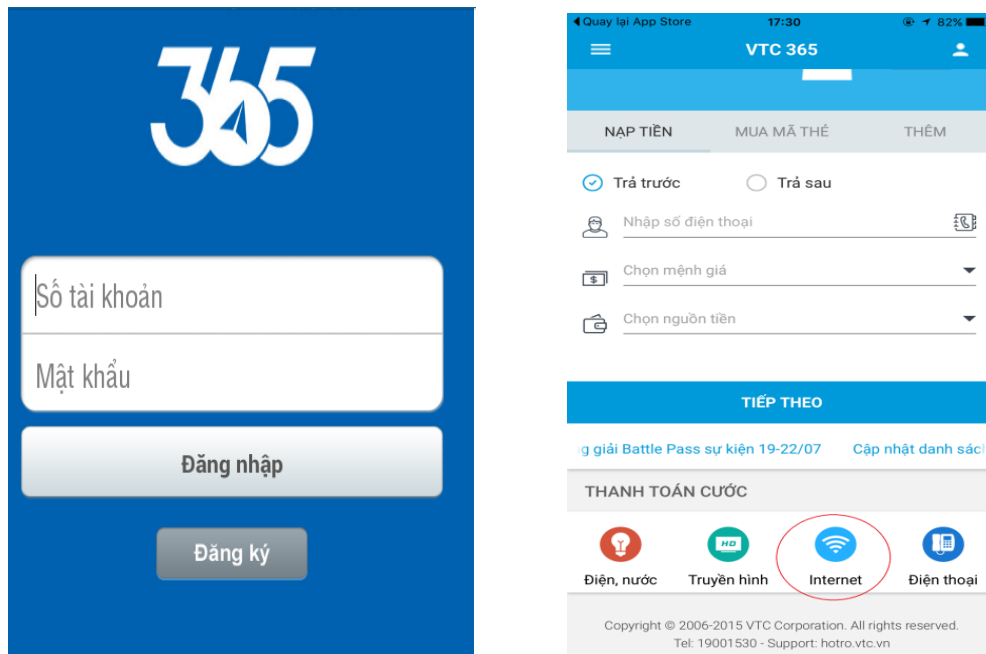 365
Số tài khoản
Mật khẩu
Đăng nhập
Đăng ký
Quay lại App Store 17:30 82%
VTC 365
NẠP TIỀN MUA MÃ THẺ THÊM
Trả trước Trả sau
Nhập số điện thoại
Chọn mệnh giá
$
Chọn nguồn tiền
TIẾP THEO
g giải Battle Pass sự kiện 19-22/07 Cập nhật danh sác
THANH TOÁN CƯỚC
HD
Điện, nước Truyền hình Internet Điện thoại
Copyright © 2006-2015 VTC Corporation. All rights reserved.
Tel: 19001530 - Support: hotro.vtc.vn